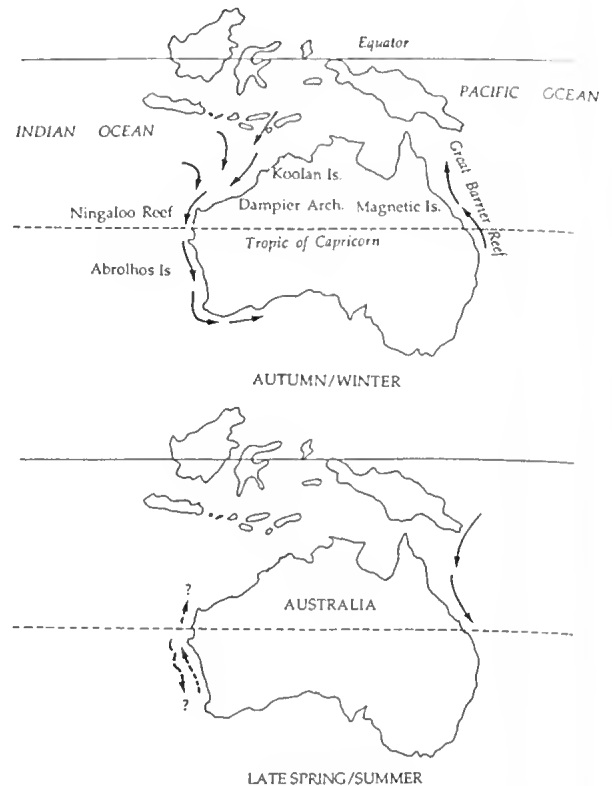 Equator
PACIFIC OCEAN
INDIAN OCEAN
Great Barrier Reef
Koolan Is.
Ningaloo Reef
Dampier Arch.
Magnetic Is.
Tropic of Capricorn
Abrolhos Is
AUTUMN/WINTER
?
AUSTRALIA
?
LATE SPRING/SUMMER